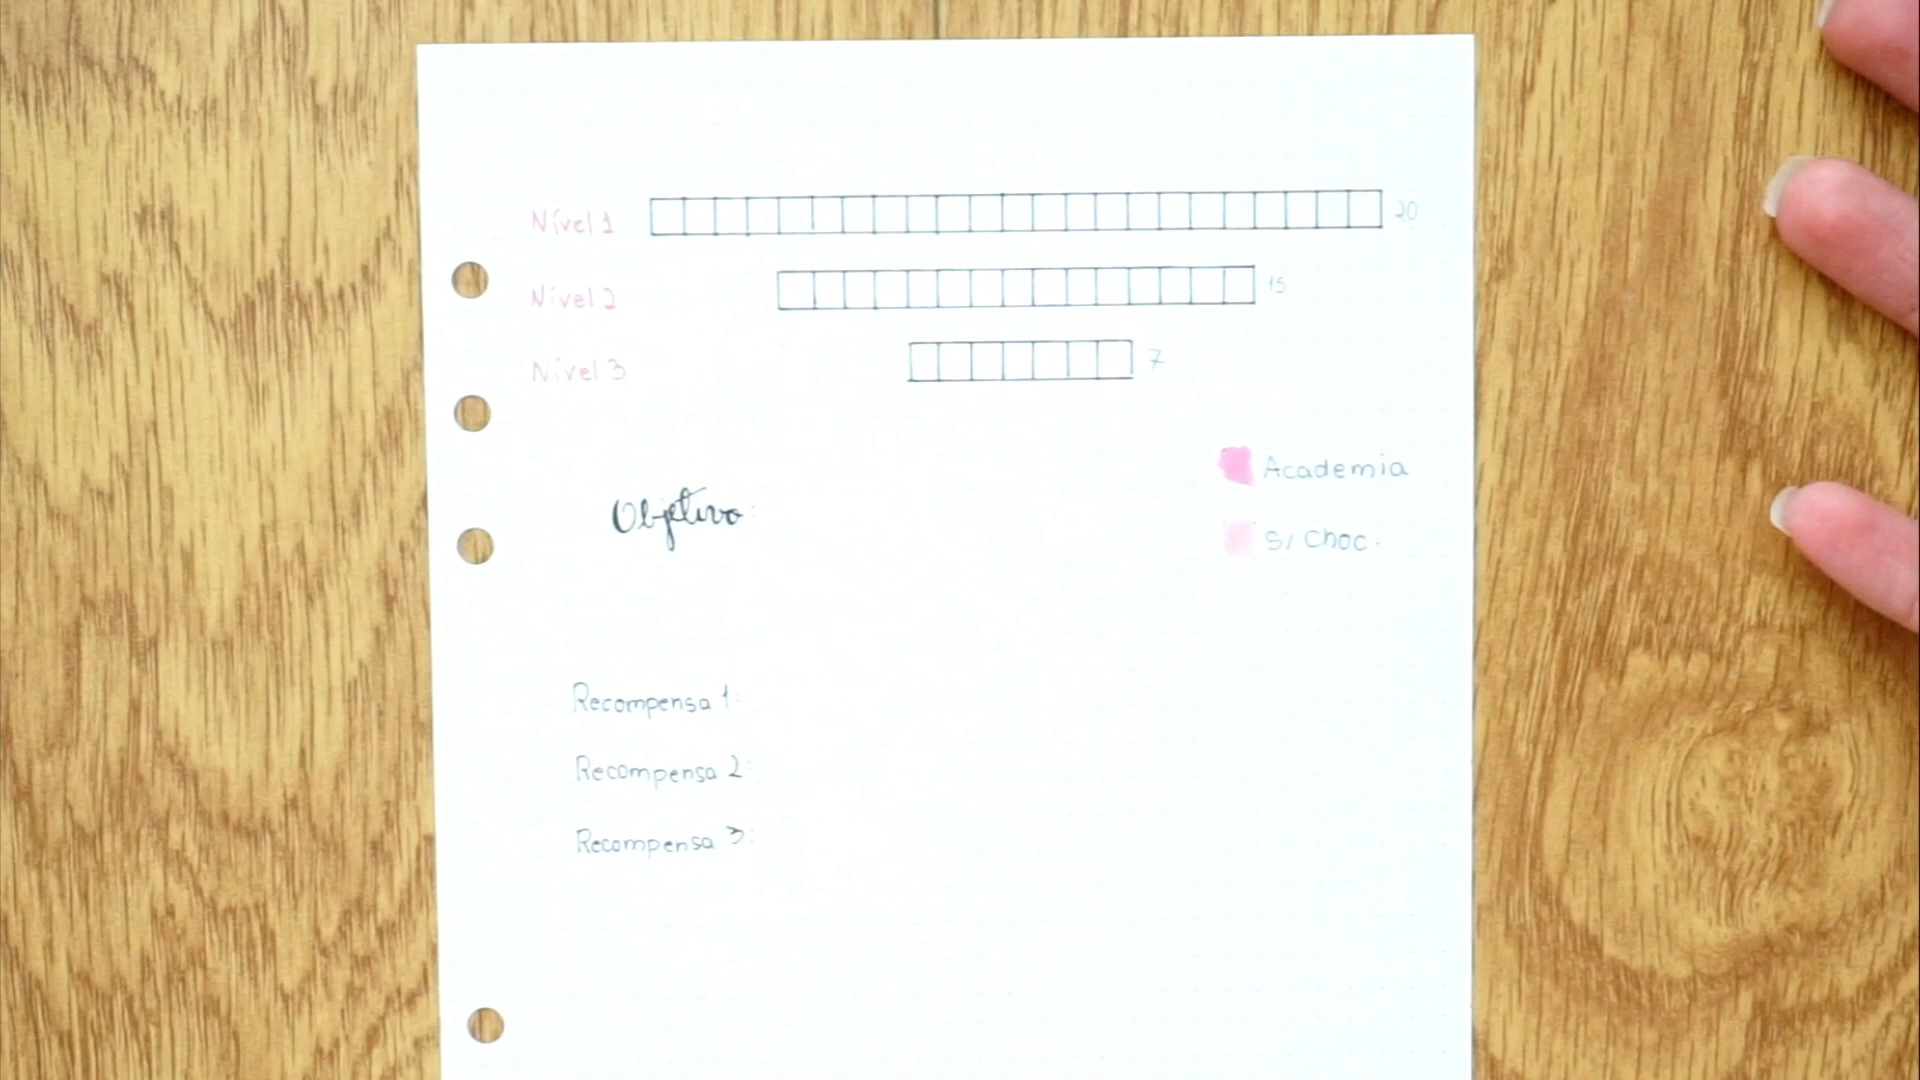 Nível 1 20
Nível 2 15
Nível 3 7
Academia
Objetivo:
S/ Choc.
Recompensa 1:
Recompensa 2:
Recompensa 3: